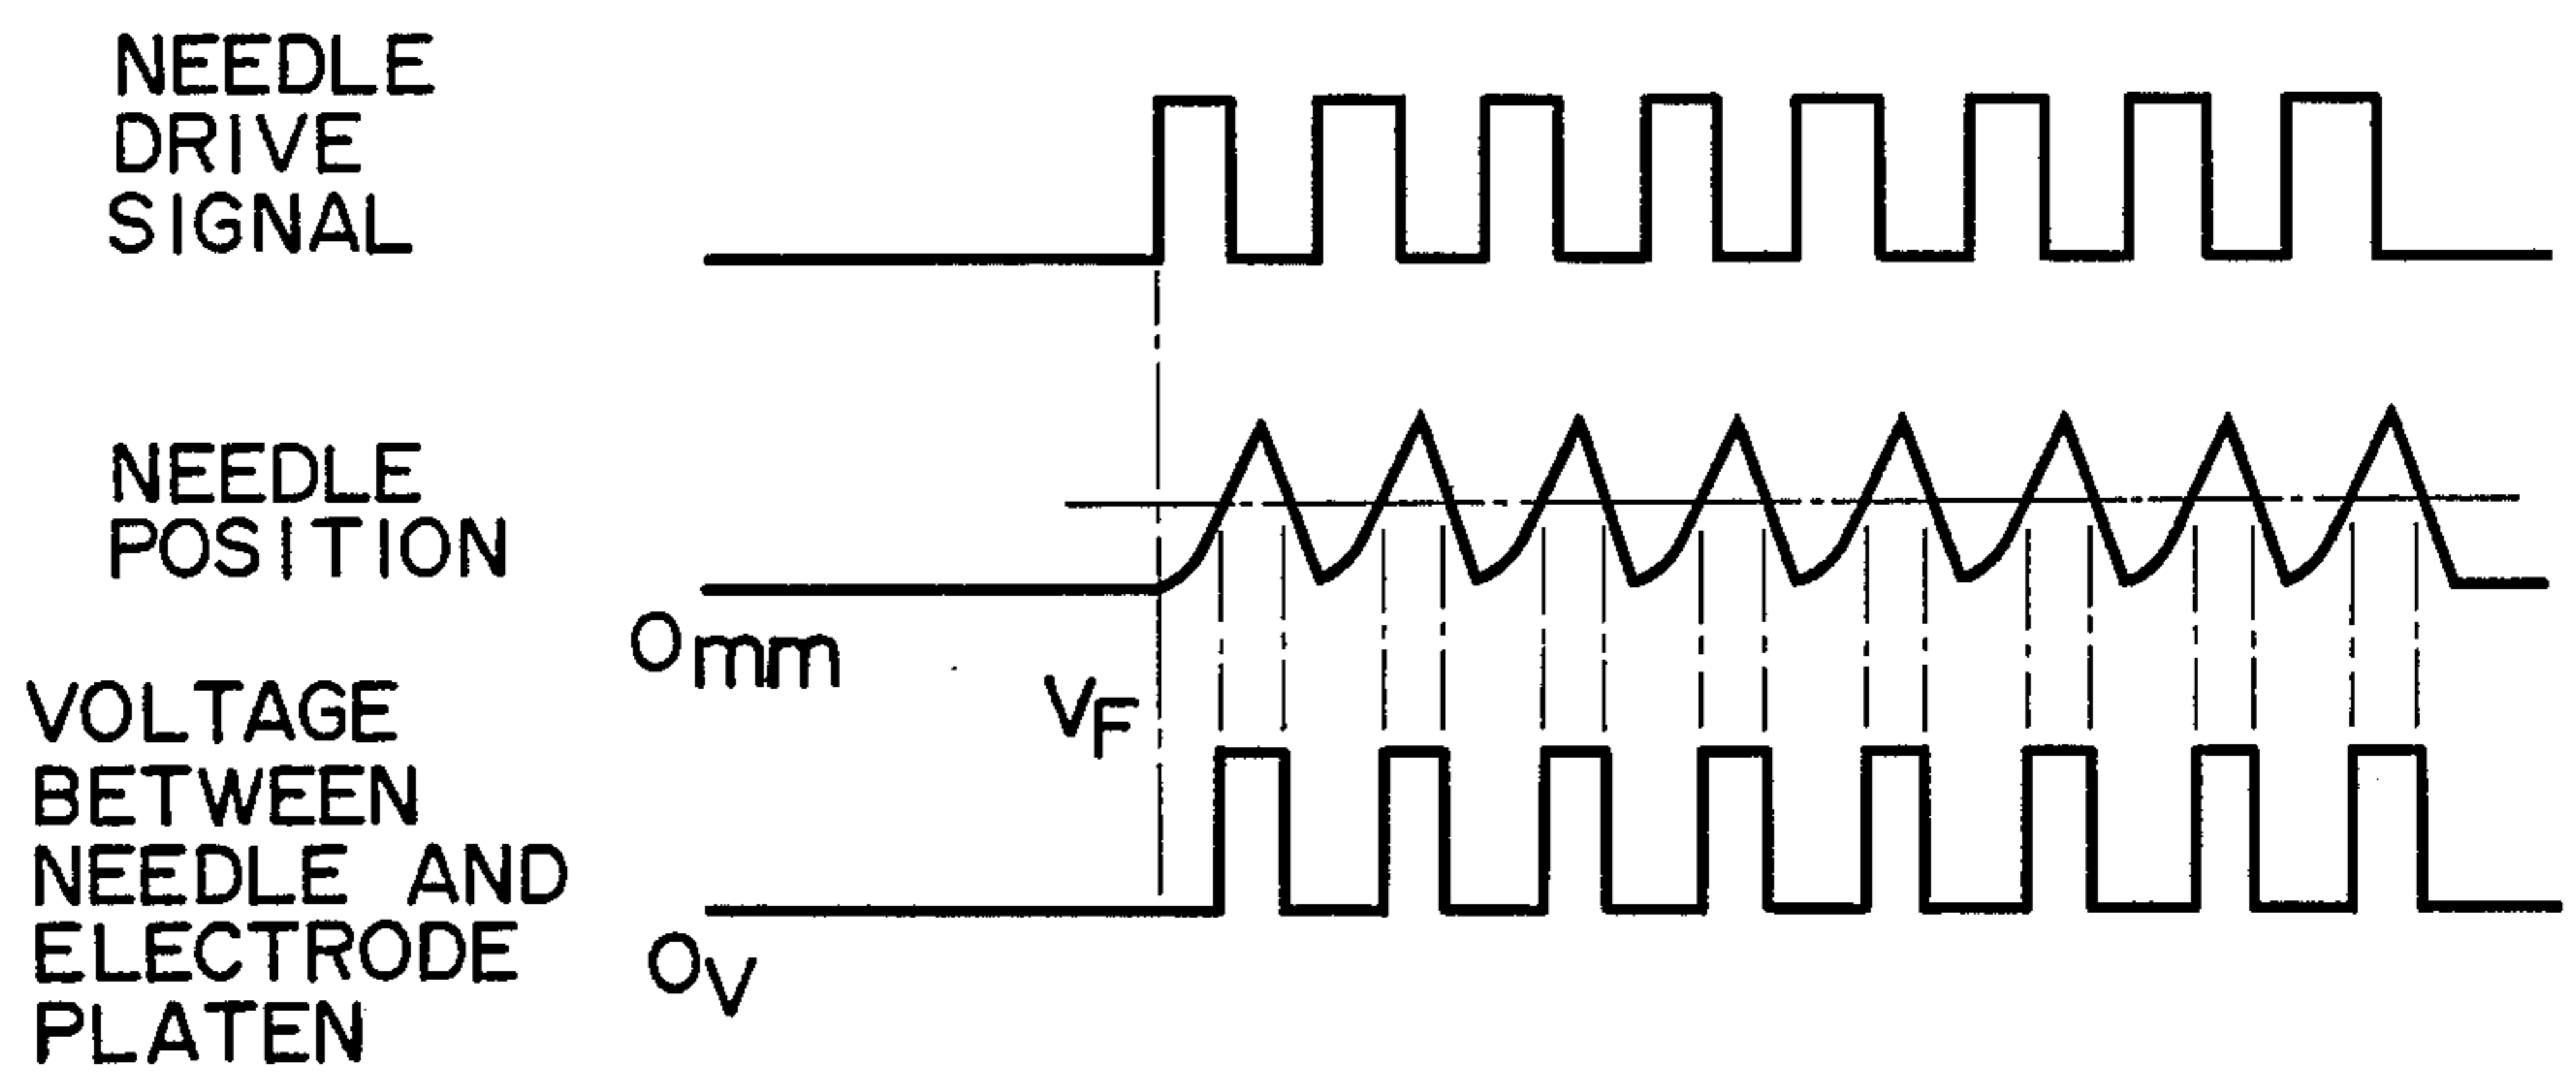 NEEDLE
DRIVE
SIGNAL
NEEDLE
POSITION
0mm
VF
VOLTAGE
BETWEEN
NEEDLE AND
ELECTRODE
PLATEN
0V